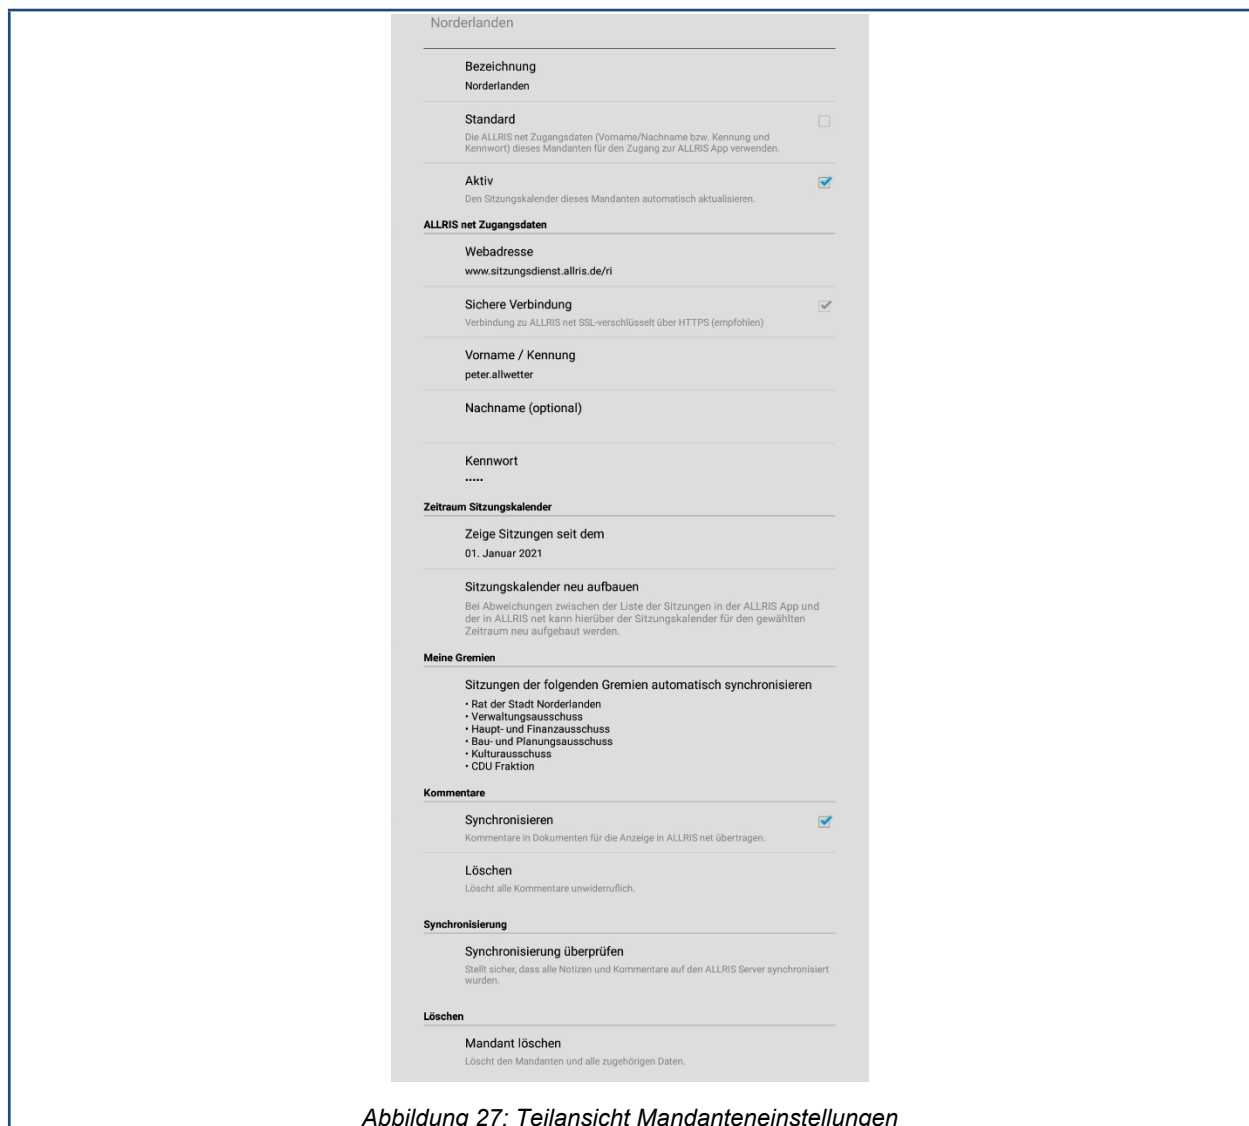 Norderlanden
Bezeichnung
Norderlanden
Standard
Die ALLRIS net Zugangsdaten (Vorname/Nachname bzw. Kennung und
Kennwort) dieses Mandanten für den Zugang zur ALLRIS App verwenden.
Aktiv
Den Sitzungskalender dieses Mandanten automatisch aktualisieren.
ALLRIS net Zugangsdaten
Webadresse
www.sitzungsdienst.allris.de/ri
Sichere Verbindung
Verbindung zu ALLRIS net SSL-verschlüsselt über HTTPS (empfohlen)
Vorname / Kennung
peter.allwetter
Nachname (optional)
Kennwort
•••••
Zeitraum Sitzungskalender
Zeige Sitzungen seit dem
01. Januar 2021
Sitzungskalender neu aufbauen
Bei Abweichungen zwischen der Liste der Sitzungen in der ALLRIS App und
der in ALLRIS net kann hierüber der Sitzungskalender für den gewählten
Zeitraum neu aufgebaut werden.
Meine Gremien
Sitzungen der folgenden Gremien automatisch synchronisieren
• Rat der Stadt Norderlanden
• Verwaltungsausschuss
• Haupt- und Finanzausschuss
• Bau- und Planungsausschuss
• Kulturausschuss
• CDU Fraktion
Kommentare
Synchronisieren
Kommentare in Dokumenten für die Anzeige in ALLRIS net übertragen.
Löschen
Löscht alle Kommentare unwiderruflich.
Synchronisierung
Synchronisierung überprüfen
Stellt sicher, dass alle Notizen und Kommentare auf den ALLRIS Server synchronisiert
wurden.
Löschen
Mandant löschen
Löscht den Mandanten und alle zugehörigen Daten.
Abbildung 27: Teilansicht Mandanteneinstellungen